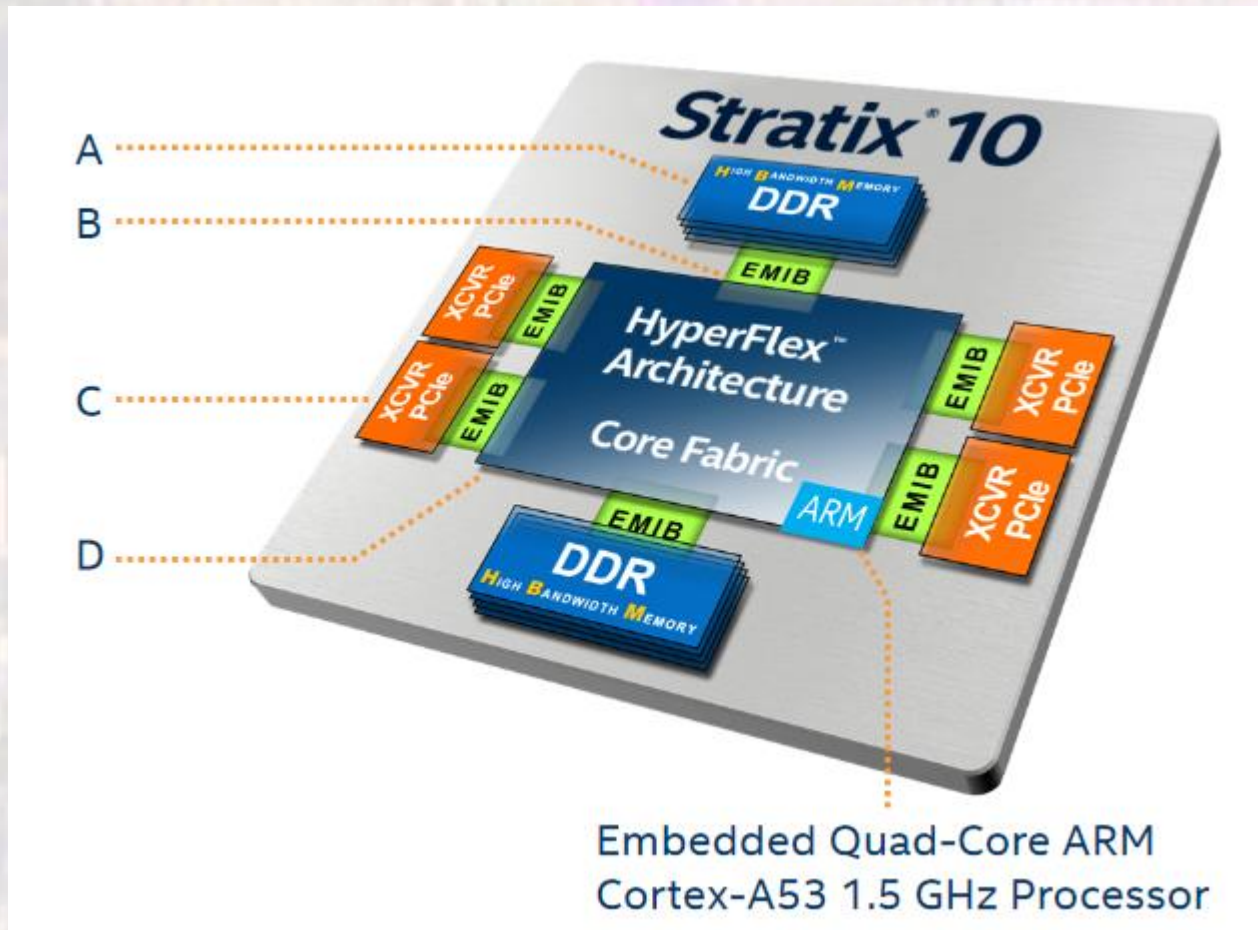 Stratix® 10
A
HIGH BANDWIDTH MEMORY
DDR
B
EMIB
XCVR
PCIe
EMIB
HyperFlex™
Architecture
Core Fabric
EMIB
XCVR
PCIe
C
XCVR
PCIe
EMIB
ARM
EMIB
XCVR
PCIe
D
EMIB
DDR
HIGH BANDWIDTH MEMORY
Embedded Quad-Core ARM
Cortex-A53 1.5 GHz Processor